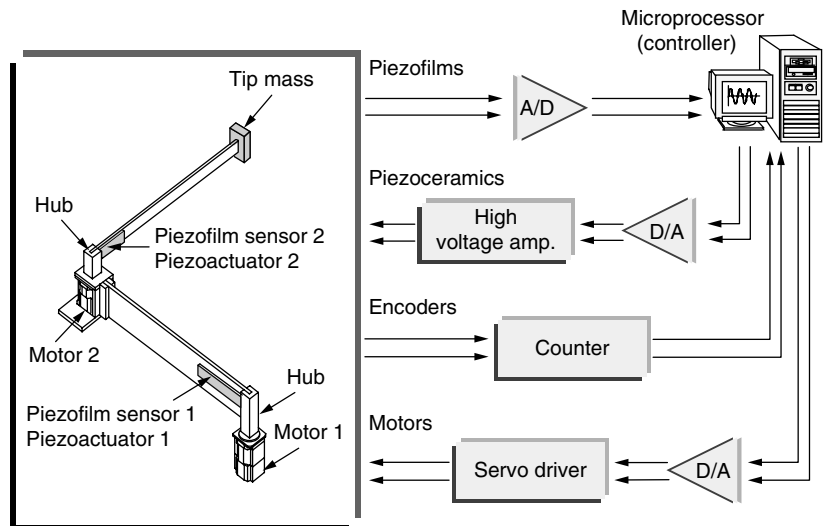 Microprocessor
(controller)
Piezofilms
A/D
Tip mass
Piezoceramics
High
voltage amp.
D/A
Hub
Piezofilm sensor 2
Piezoactuator 2
Encoders
Counter
Motor 2
Hub
Piezofilm sensor 1
Piezoactuator 1
Motor 1
Motors
Servo driver
D/A